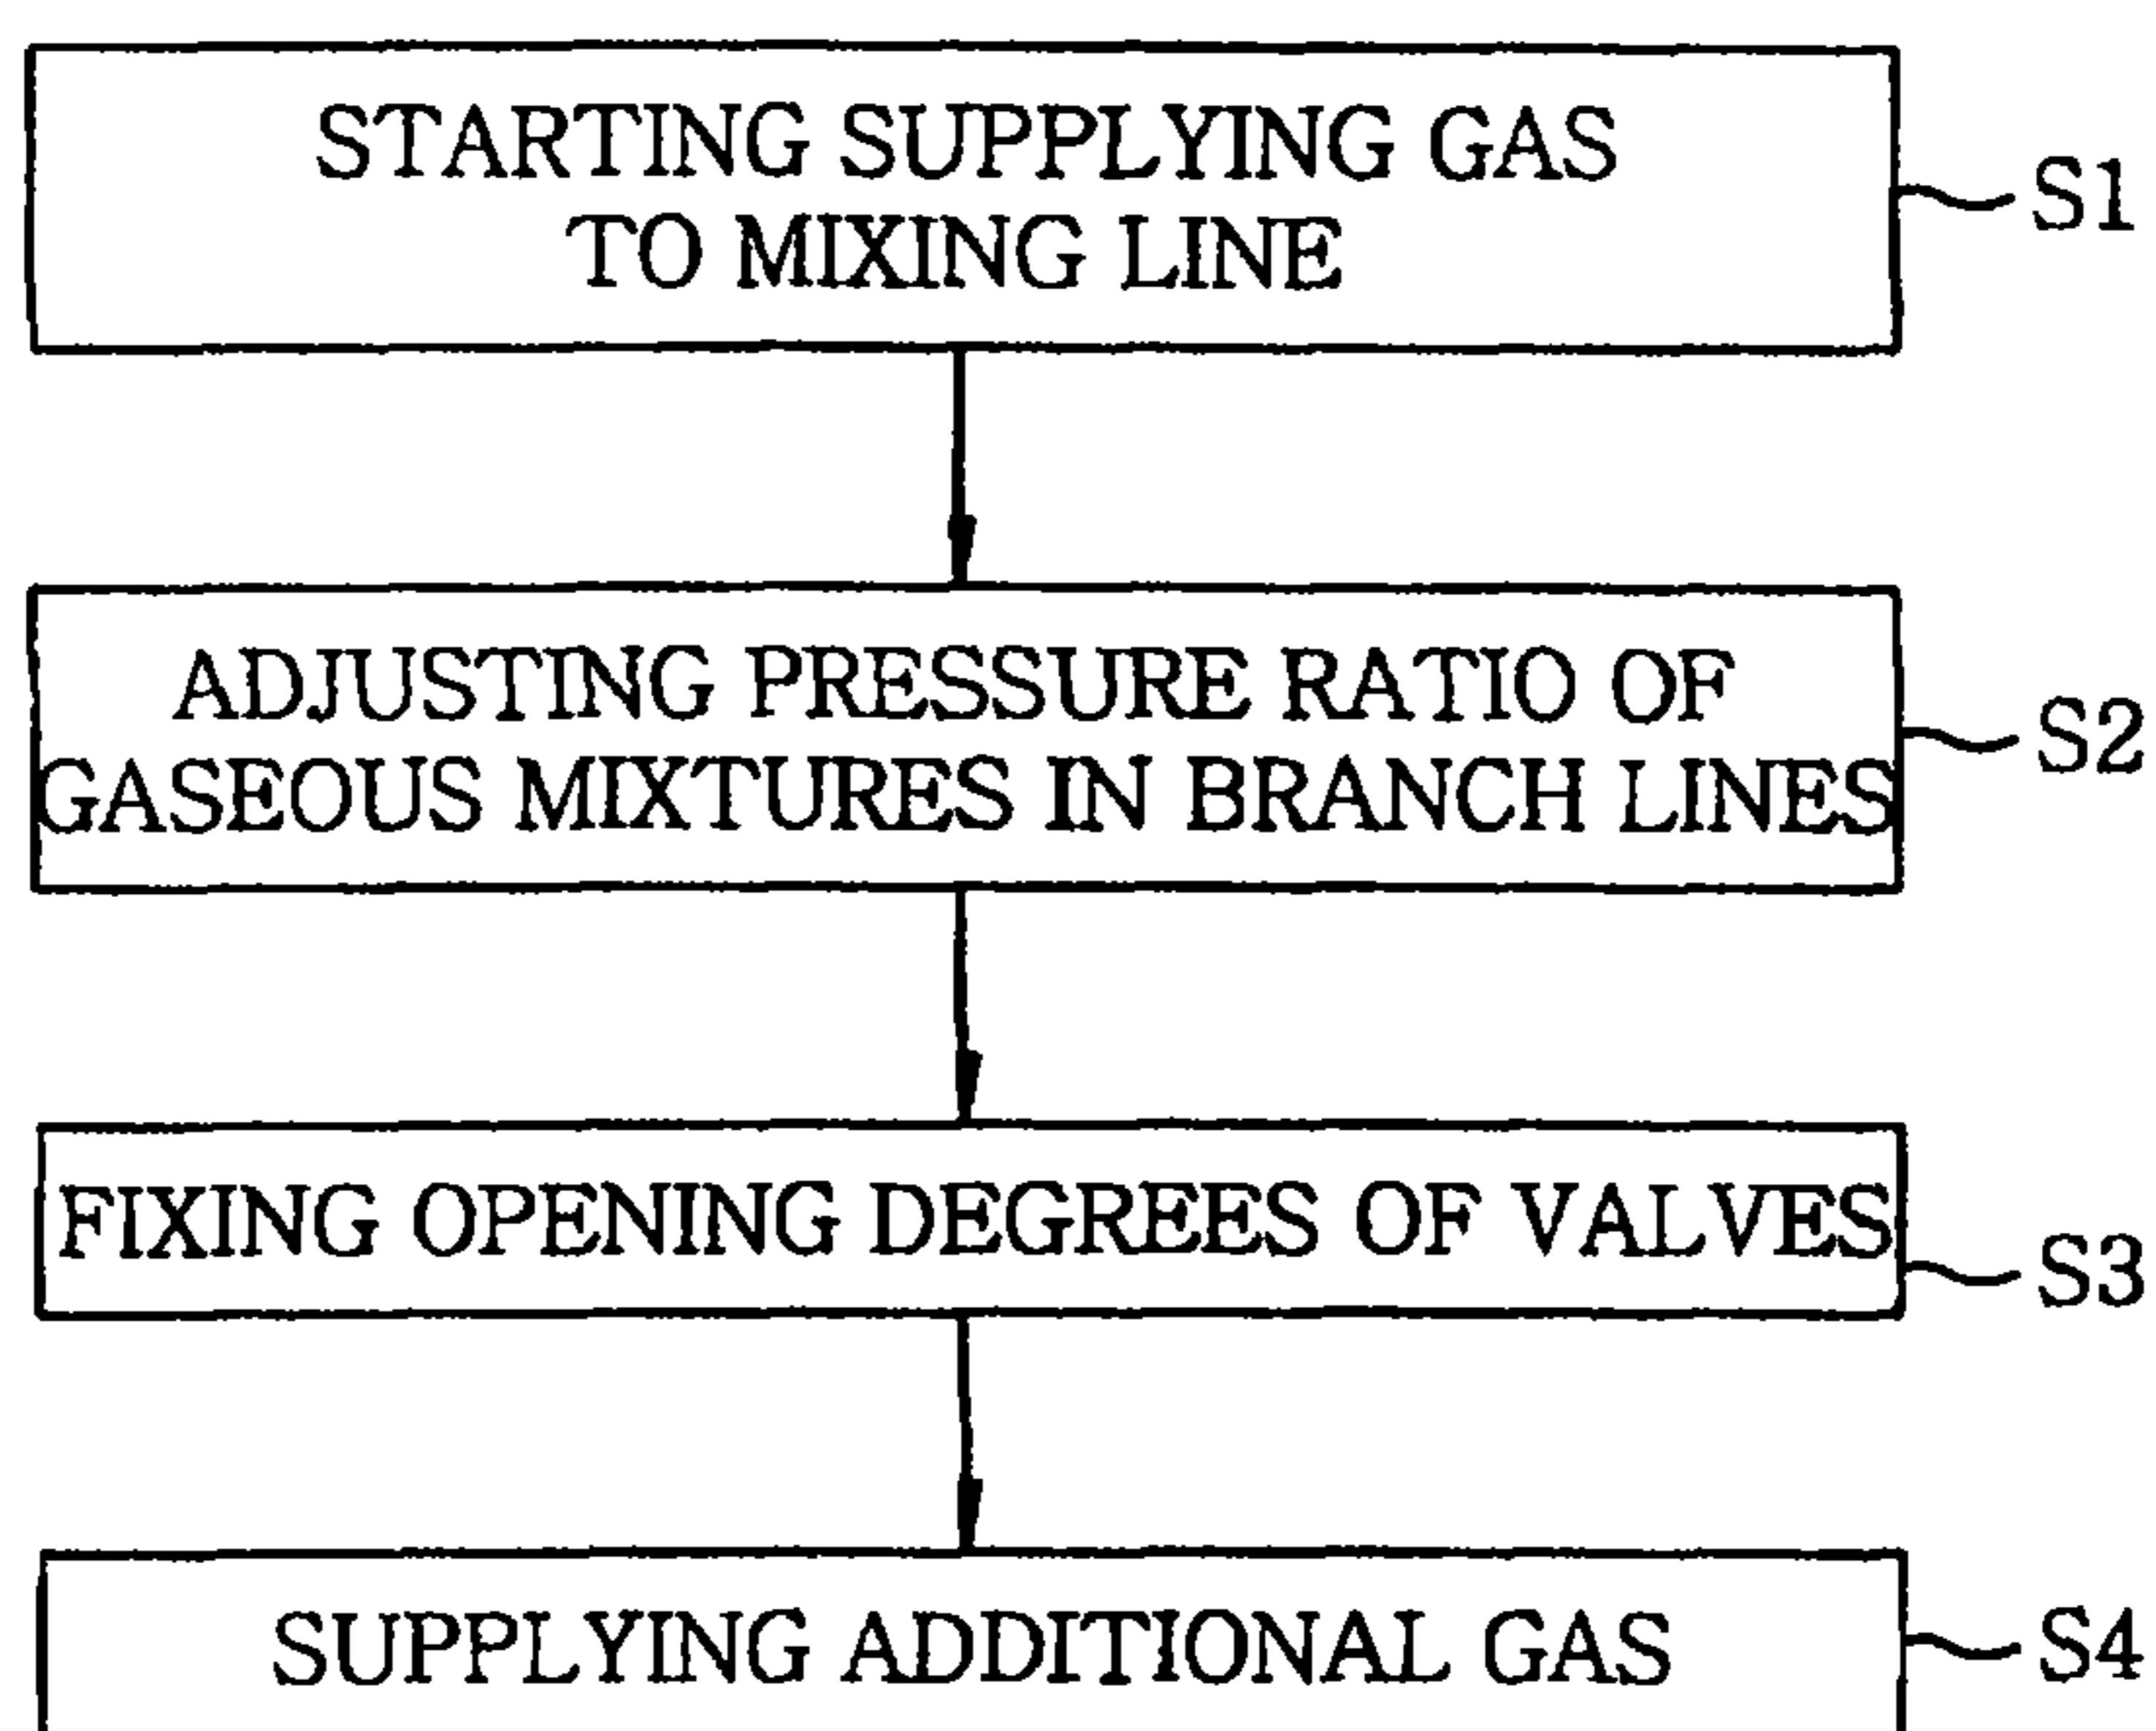 STARTING SUPPLYING GAS
TO MIXING LINE
S1
ADJUSTING PRESSURE RATIO OF
GASEOUS MIXTURES IN BRANCH LINES
S2
FIXING OPENING DEGREES OF VALVES
S3
SUPPLYING ADDITIONAL GAS
S4